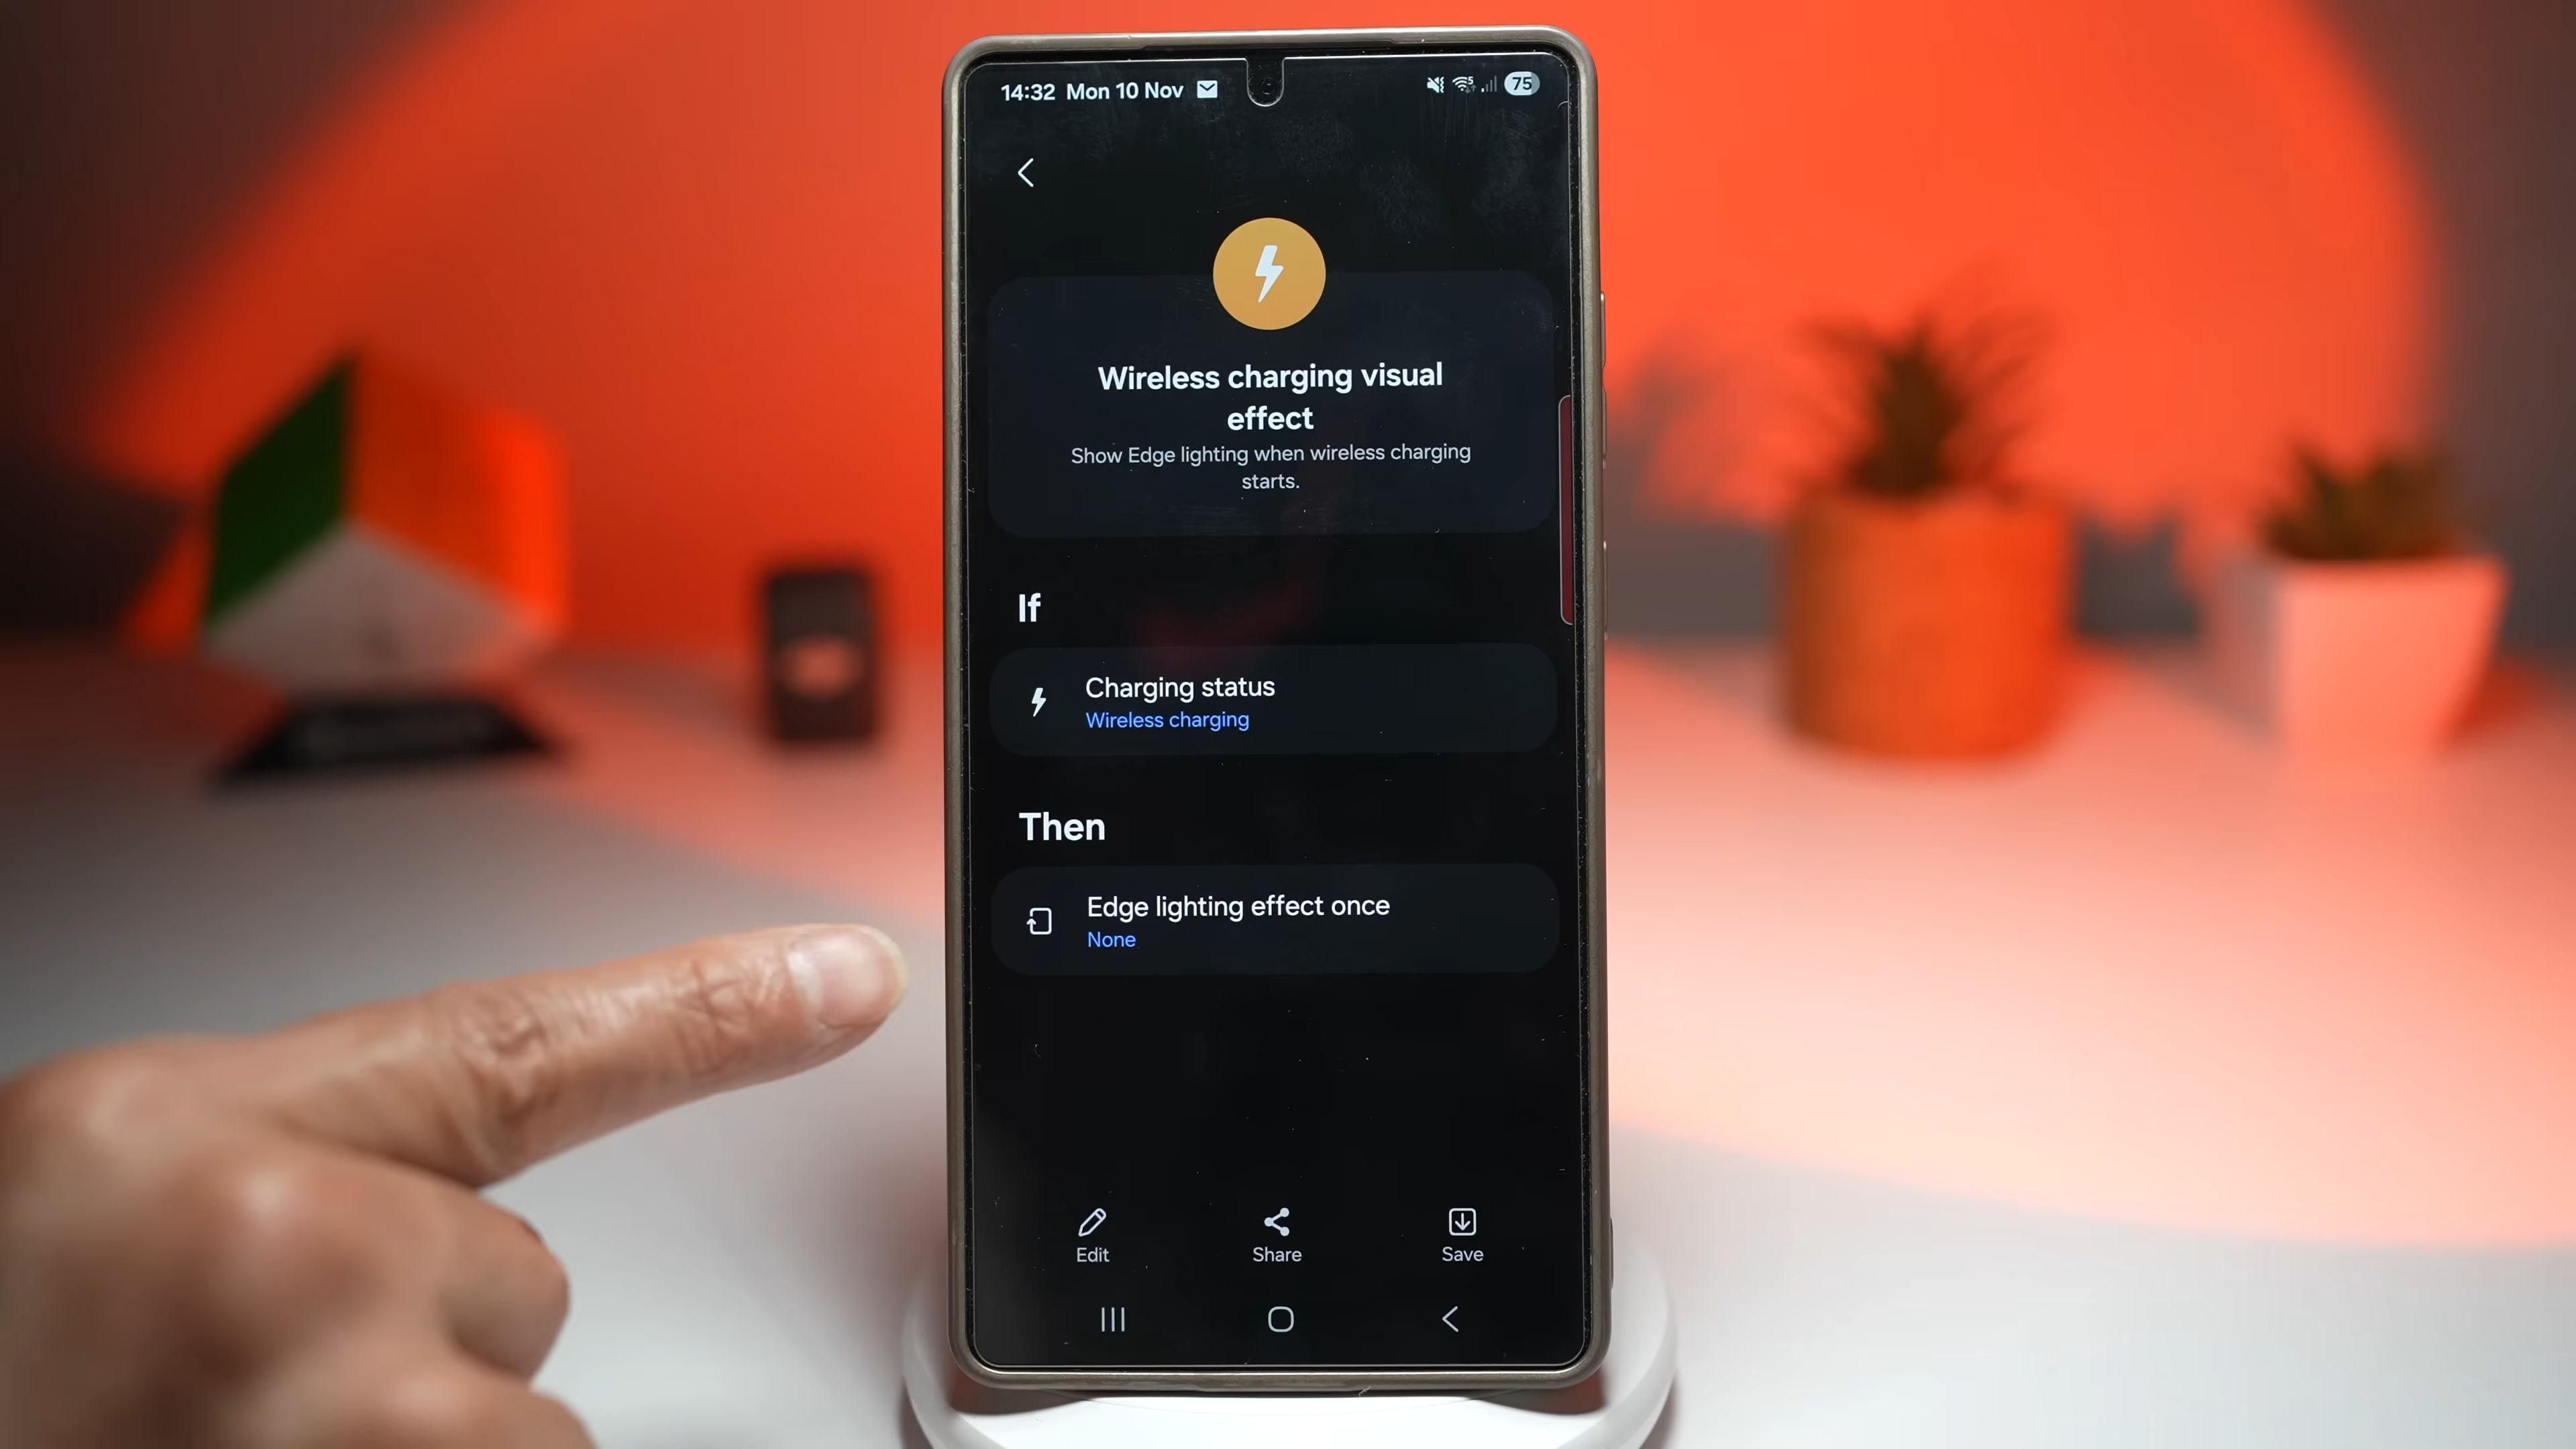 14:32 Mon 10 Nov
75
Wireless charging visual
effect
Show Edge lighting when wireless charging
starts.
If
Charging status
Wireless charging
Then
Edge lighting effect once
None
Edit
Share
Save